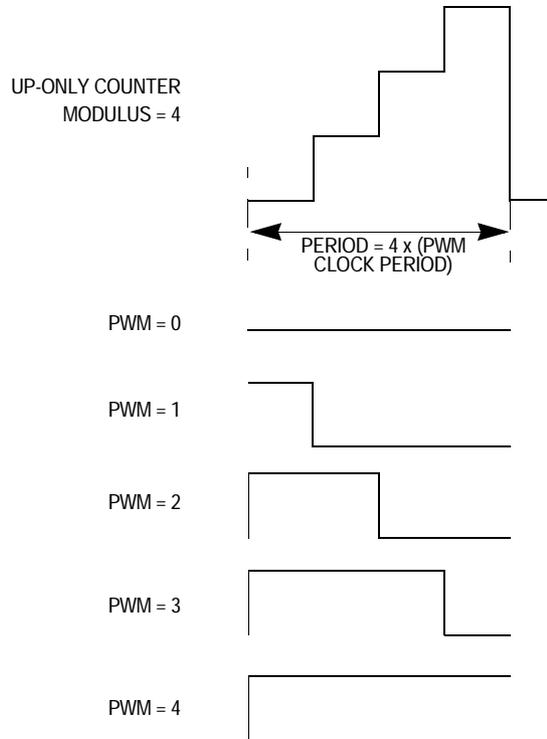 UP-ONLY COUNTER
MODULUS = 4
PERIOD = 4 x (PWM
CLOCK PERIOD)
PWM = 0
PWM = 1
PWM = 2
PWM = 3
PWM = 4